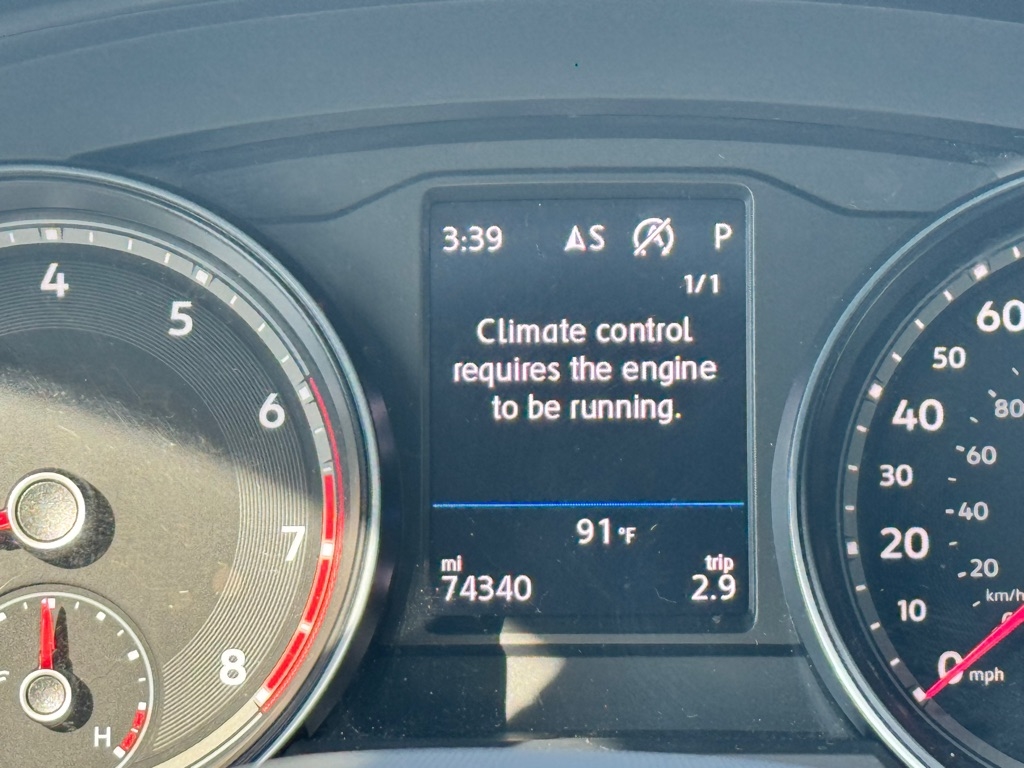 3:39 S A P
1/1
Climate control
requires the engine
to be running.
91 °F
mi
74340
trip
2.9
4
5
6
7
8
H
60
50
40
30
20
10
0 mph
80
60
40
20
km/h